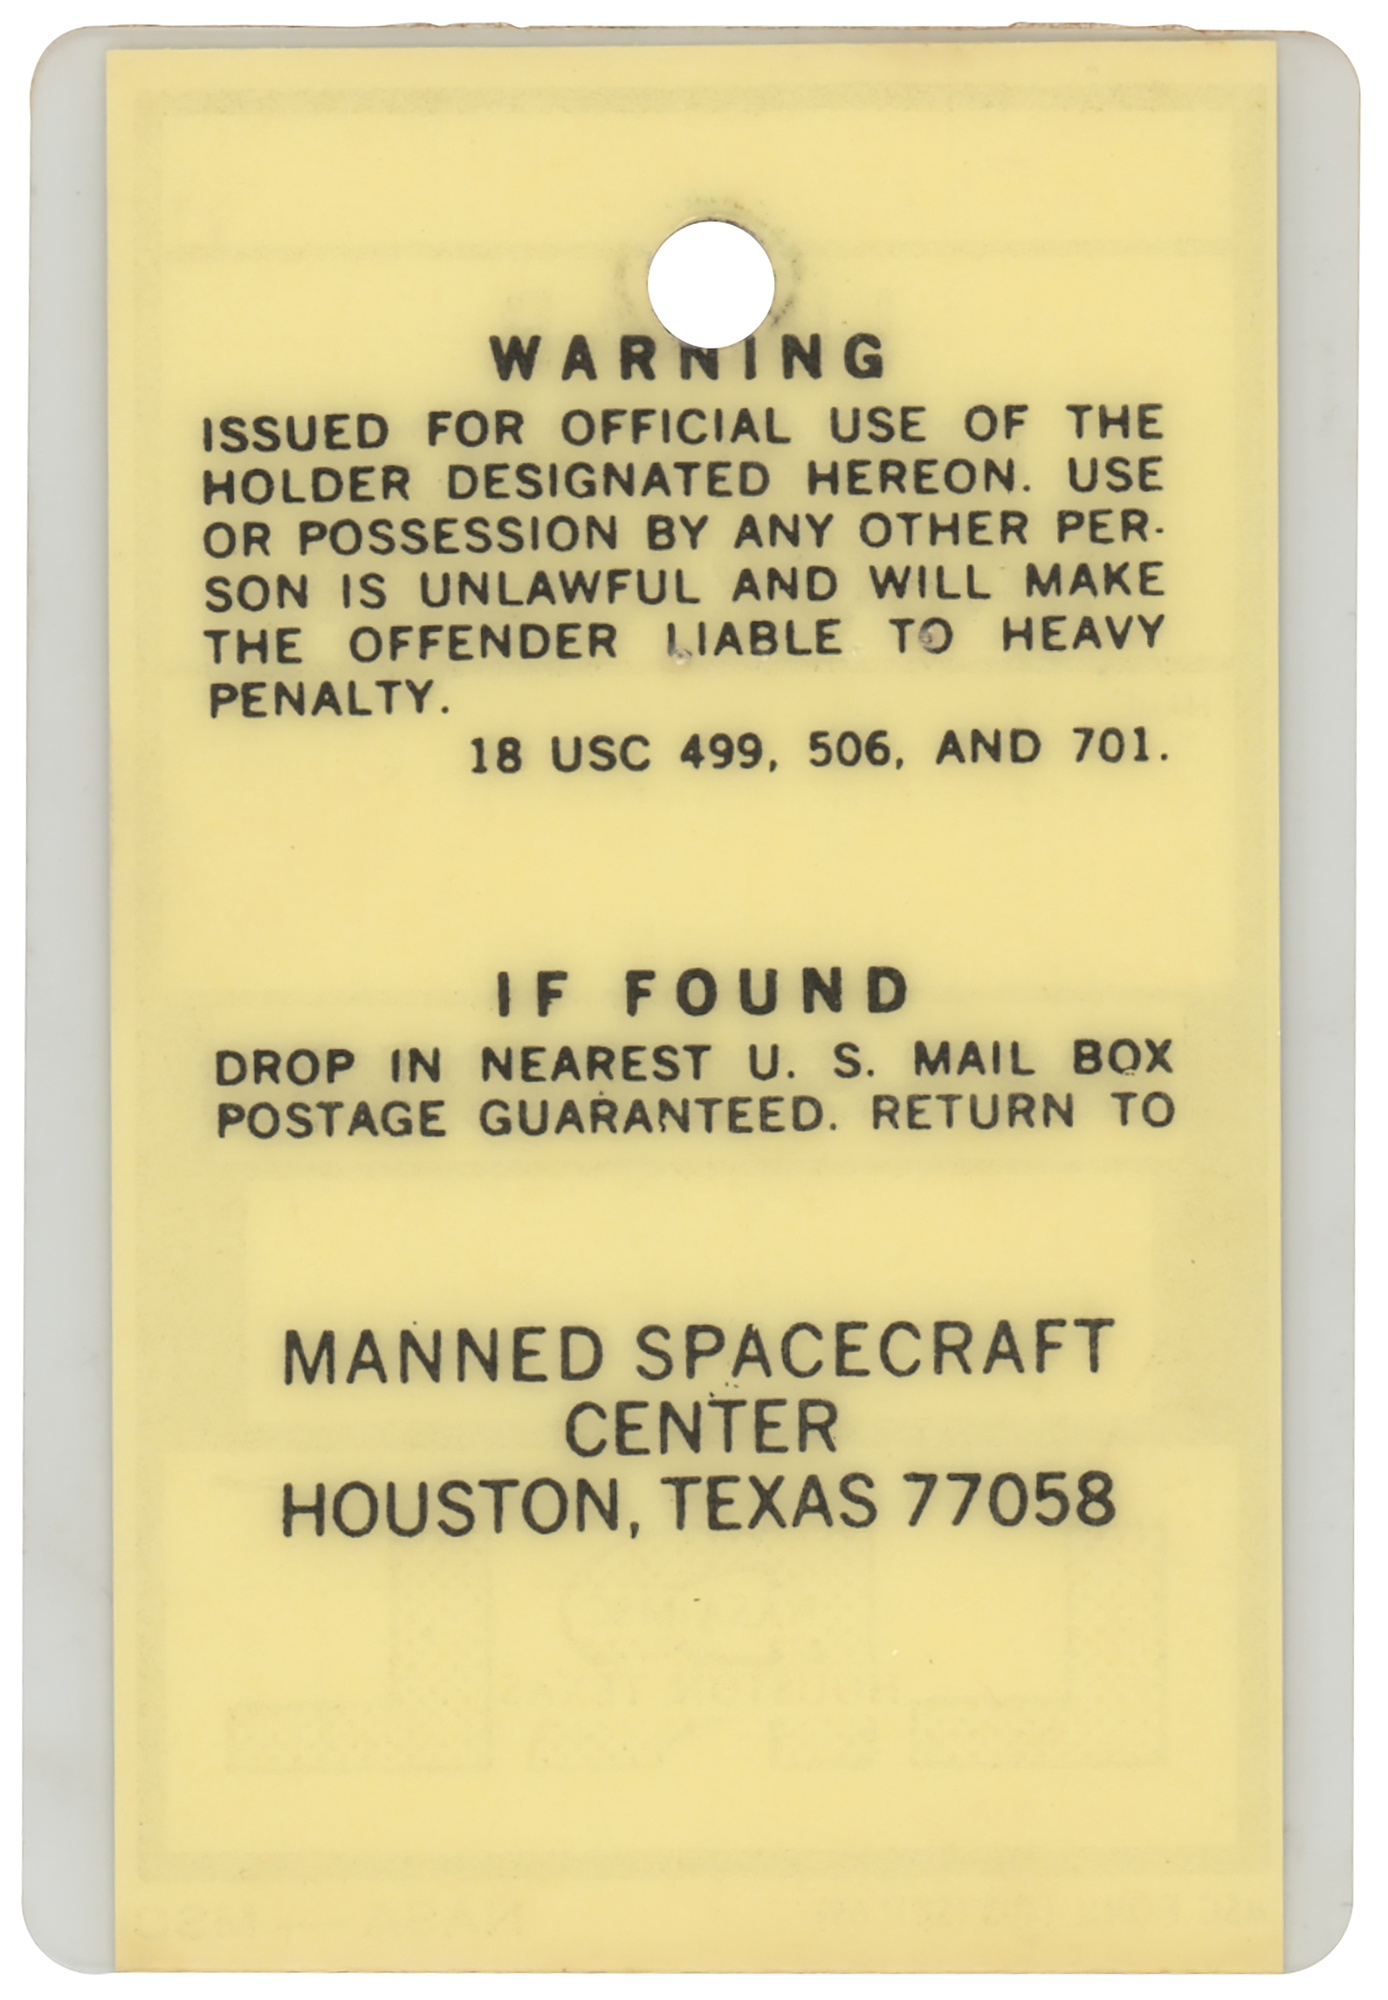 WARNING
ISSUED FOR OFFICIAL USE OF THE
HOLDER DESIGNATED HEREON. USE
OR POSSESSION BY ANY OTHER PER-
SON IS UNLAWFUL AND WILL MAKE
THE OFFENDER LIABLE TO HEAVY
PENALTY.
18 USC 499, 506, AND 701.
IF FOUND
DROP IN NEAREST U. S. MAIL BOX
POSTAGE GUARANTEED. RETURN TO
MANNED SPACECRAFT
CENTER
HOUSTON, TEXAS 77058